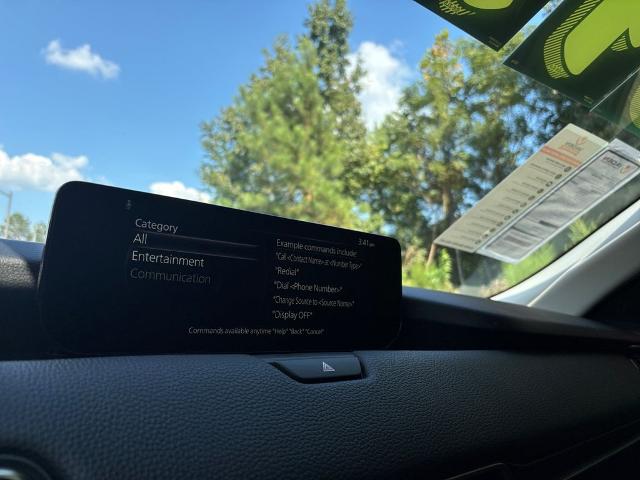 Category
All
Entertainment
Communication
3:41 PM
Example commands include:
"Call <Contact Name> at <Number Type>"
"Redial"
"Dial <Phone Number>"
"Change Source to <Source Name>"
"Display OFF"
Commands available anytime "Help" "Back" "Cancel"